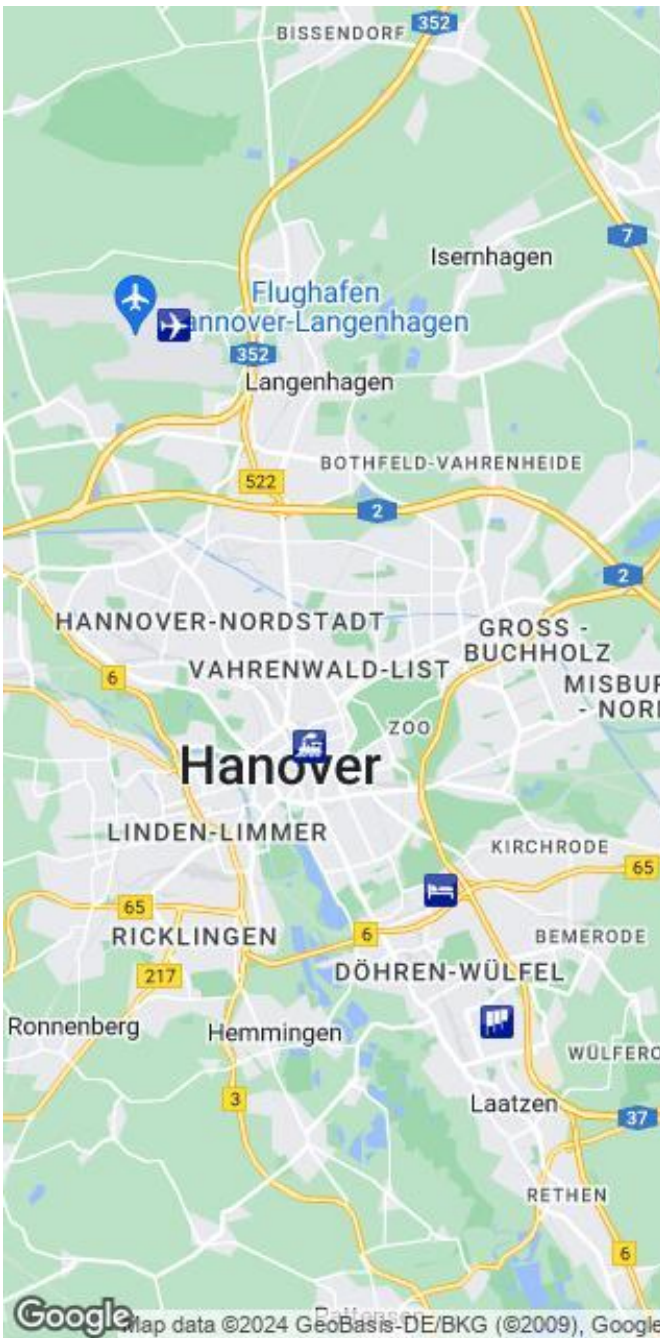 BISSENDORF
352
7
Isernhagen
Flughafen
annover-Langenhagen
352
Langenhagen
BOTHFELD-VAHRENHEIDE
522
2
2
HANNOVER-NORDSTADT
GROSS -
BUCHHOLZ
VAHRENWALD-LIST
6
MISBUR
- NORD
ZOO
Hanover
LINDEN-LIMMER
KIRCHRODE
65
65
6
RICKLINGEN
BEMERODE
217
DÖHREN-WÜLFEL
Ronnenberg
Hemmingen
WÜLFERO
3
Laatzen
37
RETHEN
6
Pattensen
Google
Map data ©2024 GeoBasis-DE/BKG (©2009), Google